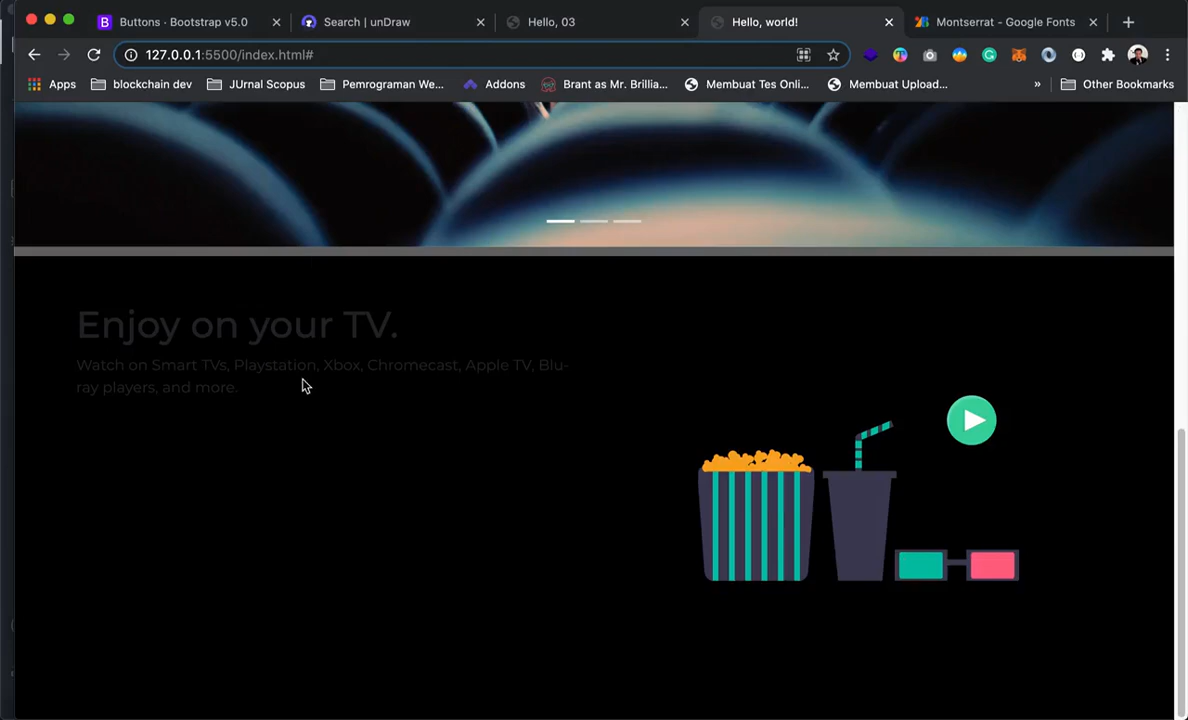 Buttons · Bootstrap v5.0
Search | unDraw
Hello, 03
Hello, world!
Montserrat - Google Fonts
127.0.0.1:5500/index.html#
Apps
blockchain dev
JUrnal Scopus
Pemrograman We...
Addons
Brant as Mr. Brillia...
Membuat Tes Onli...
Membuat Upload...
»
Other Bookmarks
Enjoy on your TV.
Watch on Smart TVs, Playstation, Xbox, Chromecast, Apple TV, Blu-
ray players, and more.